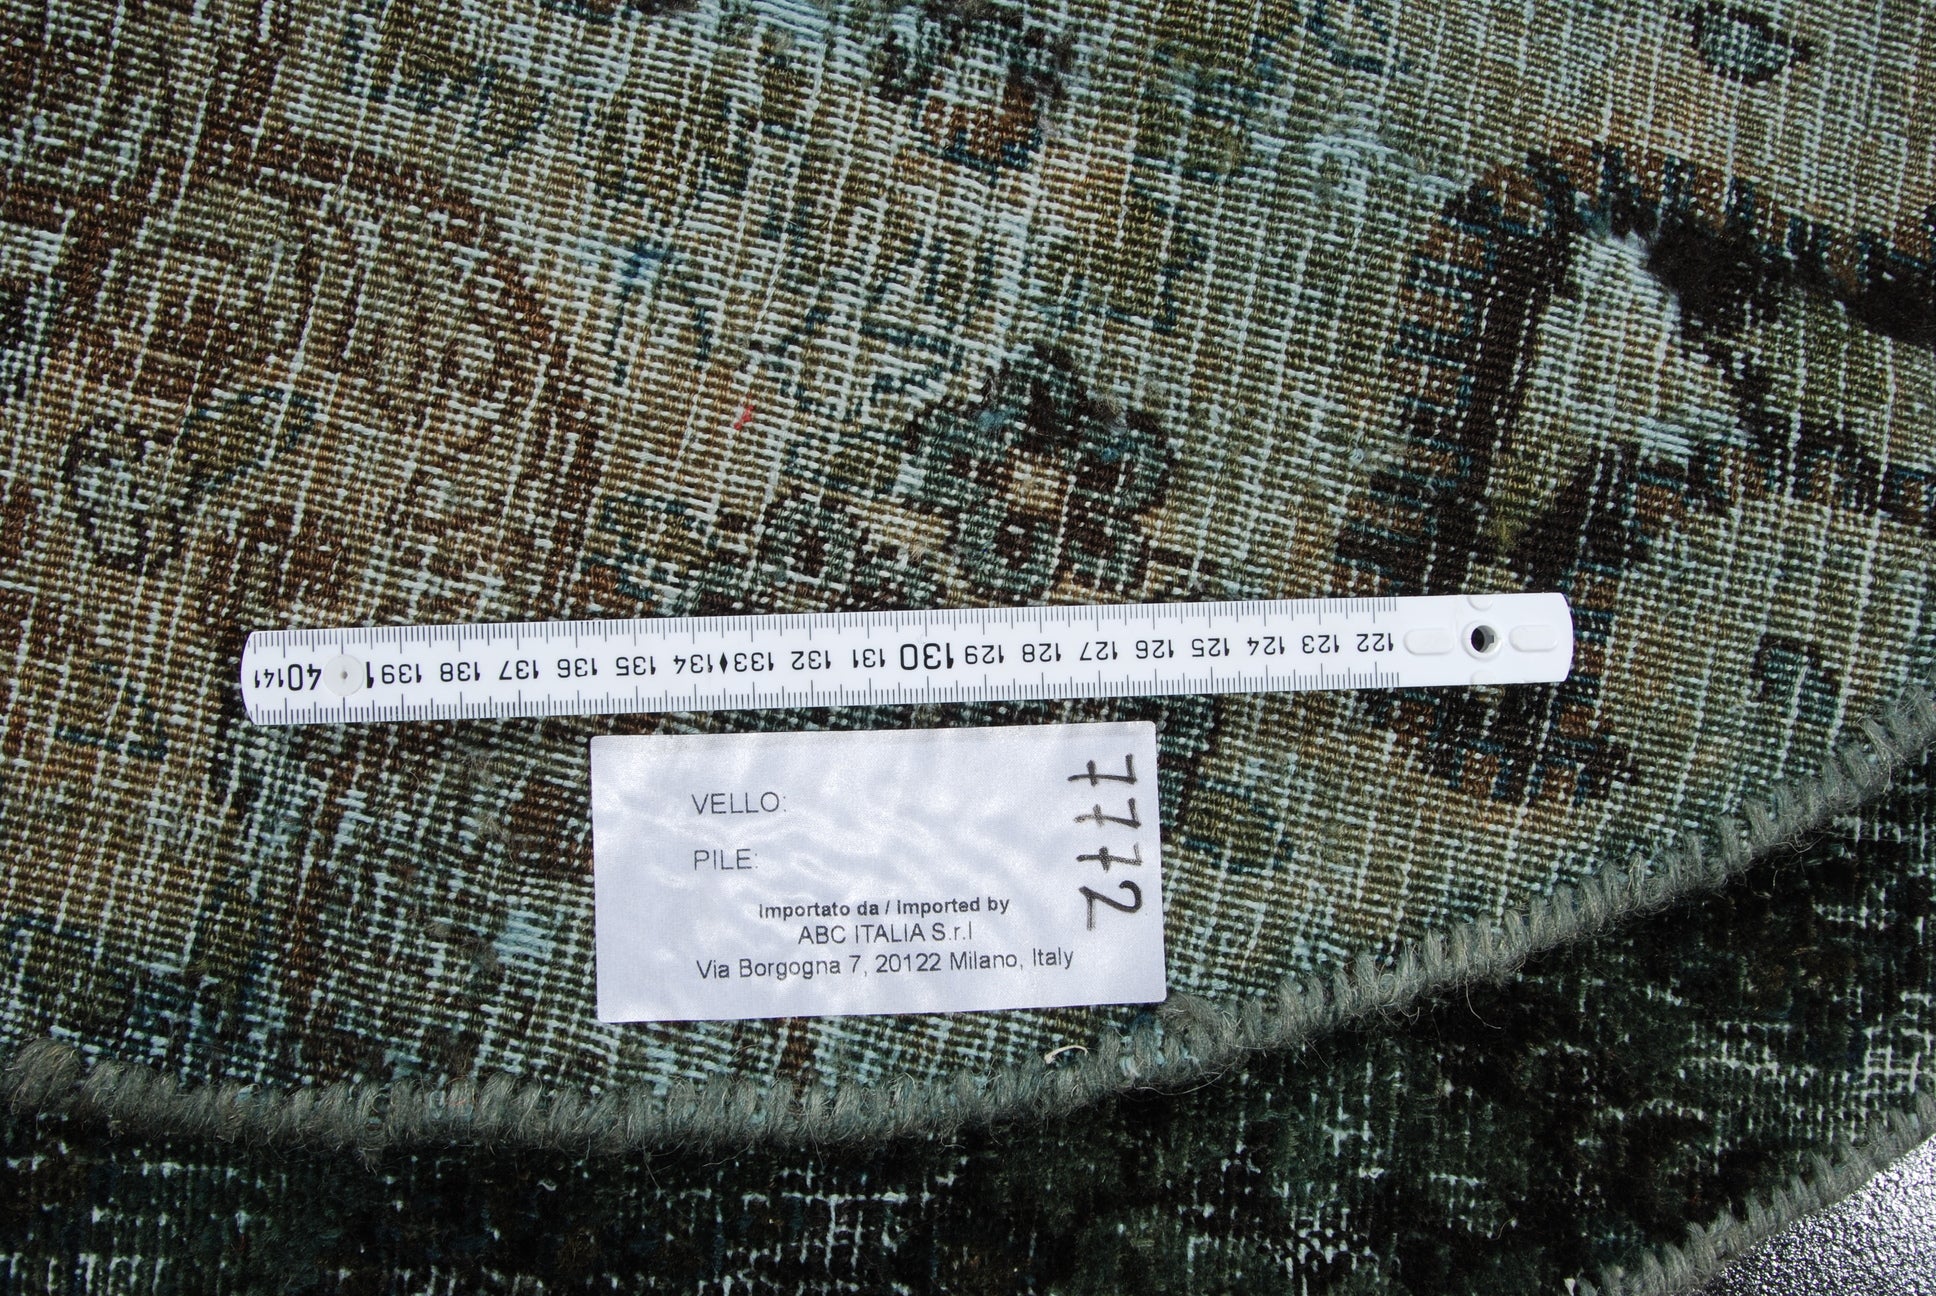 141 140 139 138 137 136 135 134♦133 132 131 130 129 128 127 126 125 124 123 122
VELLO:
PILE:
Importato da / Imported by
ABC ITALIA S.r.l
Via Borgogna 7, 20122 Milano, Italy
7772